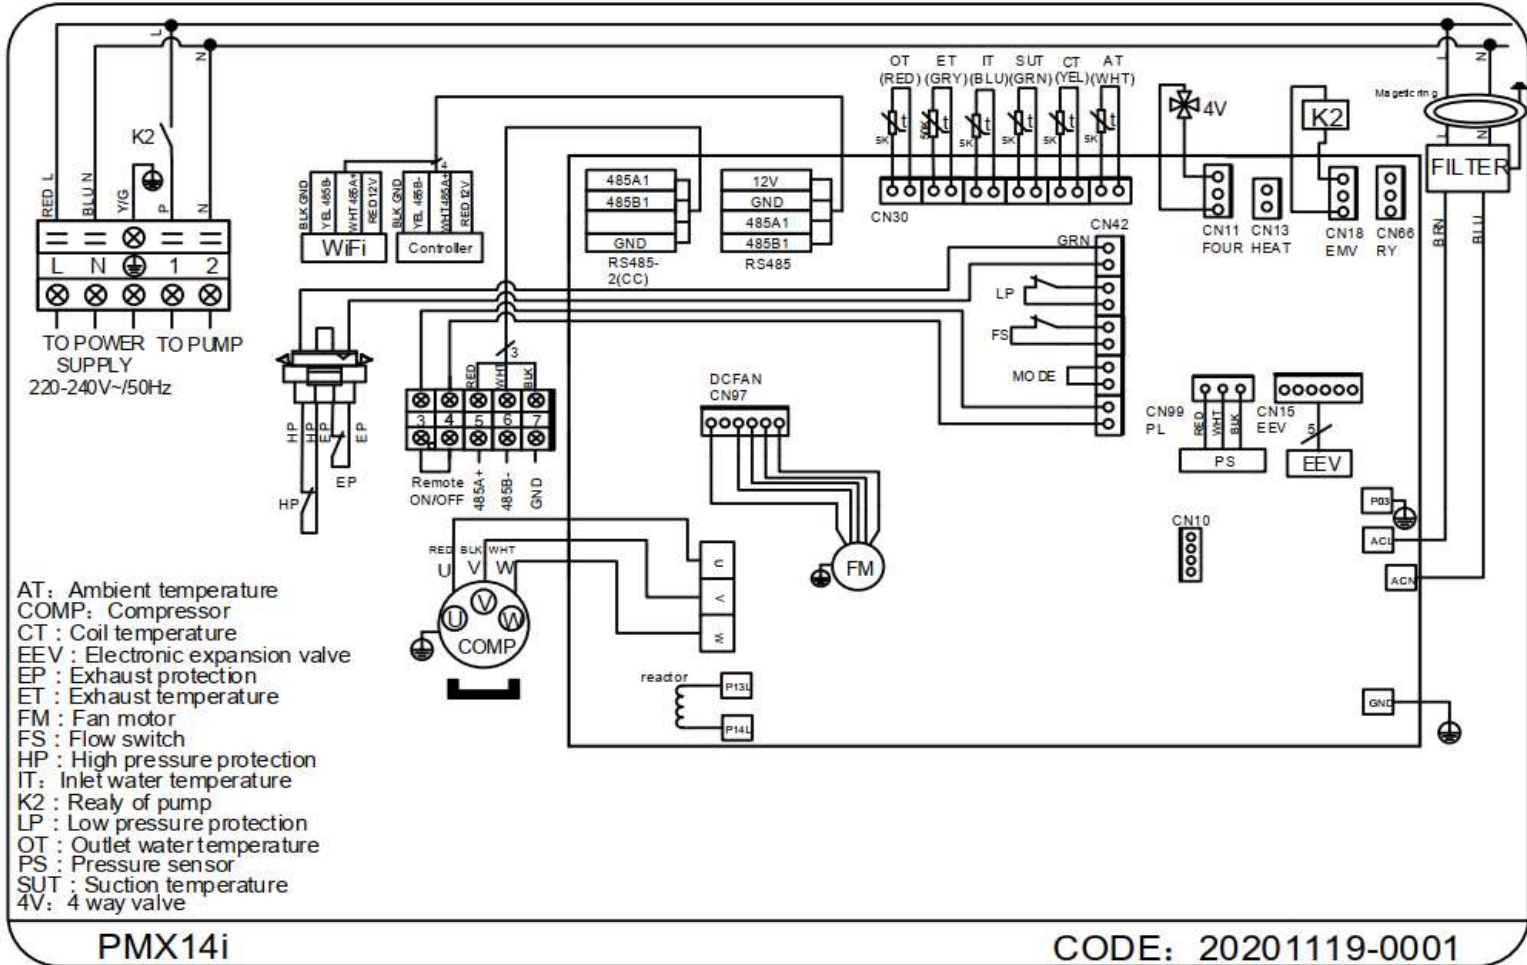 L
N
K2
RED L
BLU N
Y/G
P
N
L N 1 2
TO POWER SUPPLY
220-240V~/50Hz
TO PUMP
BLK GND
YEL 485B-
WHT 485A+
RED 12V
WiFi
BLK GND
YEL 485B-
WHT 485A+
RED 12V
Controller
4
485A1
485B1
GND
RS485-
2(CC)
12V
GND
485A1
485B1
RS485
OT ET IT SUT CT AT
(RED) (GRY) (BLU) (GRN) (YEL) (WHT)
t t t t t t
5K 50K 5K 5K 5K 5K
CN30
4V
CN11
FOUR
CN13
HEAT
K2
CN18
EMV
CN66
RY
L
N
Magetic ring
L
N
FILTER
BRN
BLU
CN42
GRN
LP
FS
MODE
HP
HP
EP
EP
HP
EP
3
RED
WHT
BLK
3 4 5 6 7
Remote
ON/OFF
485A+
485B-
GND
DCFAN
CN97
FM
CN99
PL
RED
WHT
BLK
PS
CN15
EEV
5
EEV
CN10
P03
ACL
ACN
GND
RED BLK WHT
U V W
U V W
COMP
U
V
W
reactor
P13L
P14L
AT: Ambient temperature
COMP: Compressor
CT : Coil temperature
EEV : Electronic expansion valve
EP : Exhaust protection
ET : Exhaust temperature
FM : Fan motor
FS : Flow switch
HP : High pressure protection
IT: Inlet water temperature
K2 : Realy of pump
LP : Low pressure protection
OT : Outlet water temperature
PS : Pressure sensor
SUT : Suction temperature
4V: 4 way valve
PMX14i
CODE: 20201119-0001